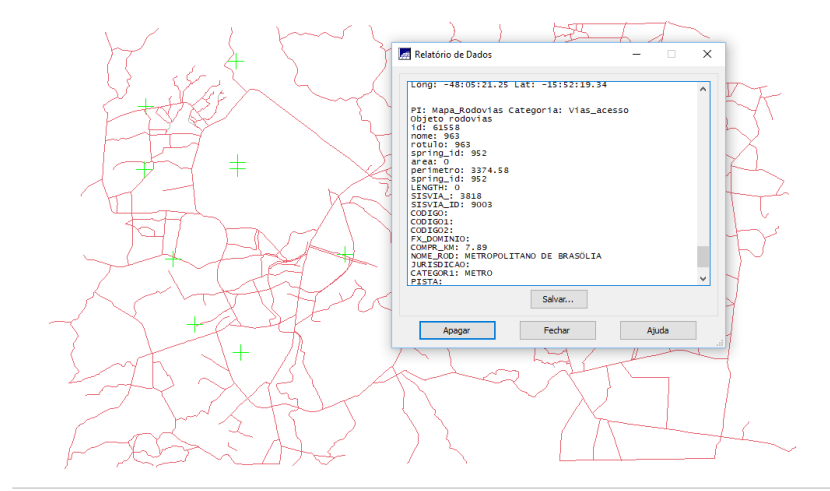 Relatório de Dados
Long: -48:05:21.25 Lat: -15:52:19.34
PI: Mapa_Rodovias Categoria: Vias_acesso
Objeto rodovias
id: 61558
nome: 963
rotulo: 963
spring_id: 952
area: 0
perimetro: 3374.58
spring_id: 952
LENGTH: 0
SISVIA_: 3818
SISVIA_ID: 9003
CODIGO:
CODIGO1:
CODIGO2:
FX_DOMINIO:
COMPR_KM: 7.89
NOME_ROD: METROPOLITANO DE BRASÖLIA
JURISDICAO:
CATEGOR1: METRO
PISTA:
Salvar...
Apagar Fechar Ajuda